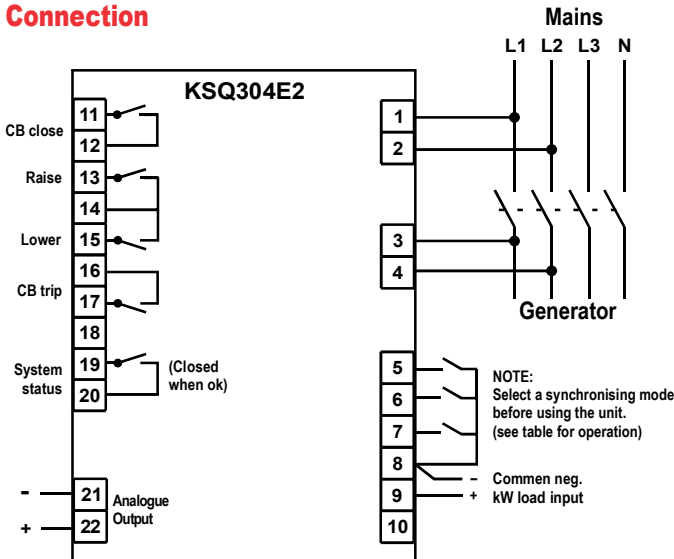 Connection
Mains
L1 L2 L3 N
KSQ304E2
CB close
11
12
Raise
13
14
Lower
15
CB trip
16
17
18
System
status
19
20
(Closed
when ok)
-
21
+
22
Analogue
Output
1
2
3
4
Generator
5
6
7
8
9
10
NOTE:
Select a synchronising mode
before using the unit.
(see table for operation)
– Commen neg.
+ kW load input